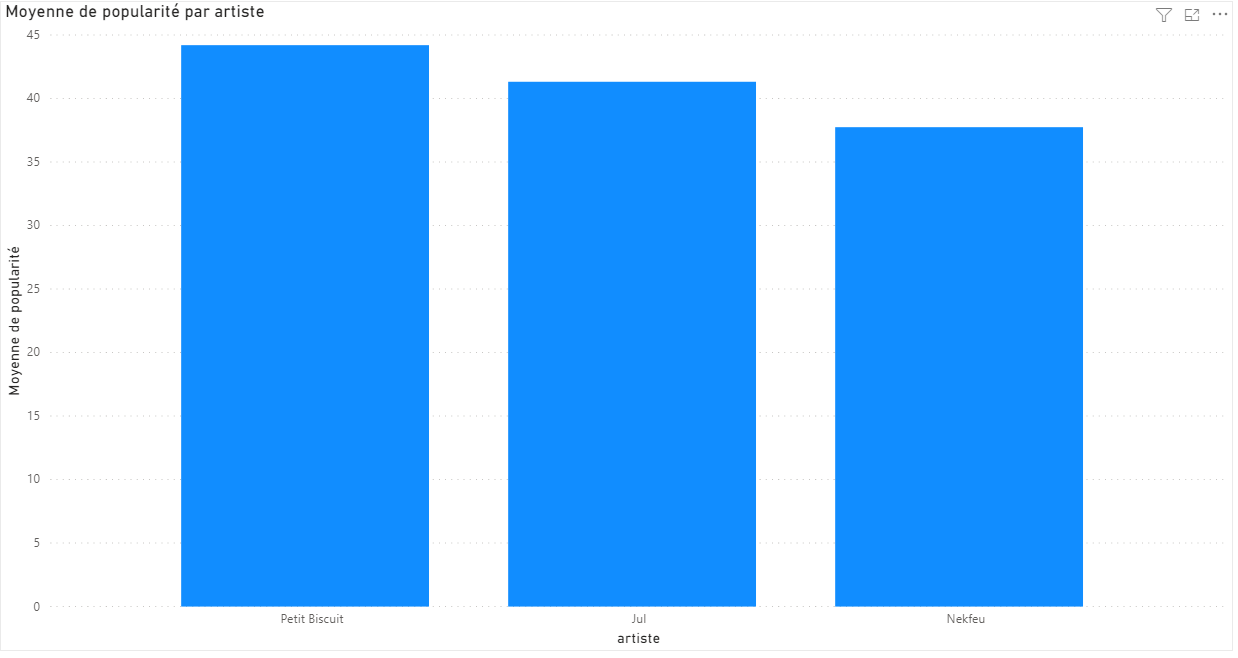 Moyenne de popularité par artiste
Moyenne de popularité
45
40
35
30
25
20
15
10
5
0
Petit Biscuit
Jul
Nekfeu
artiste